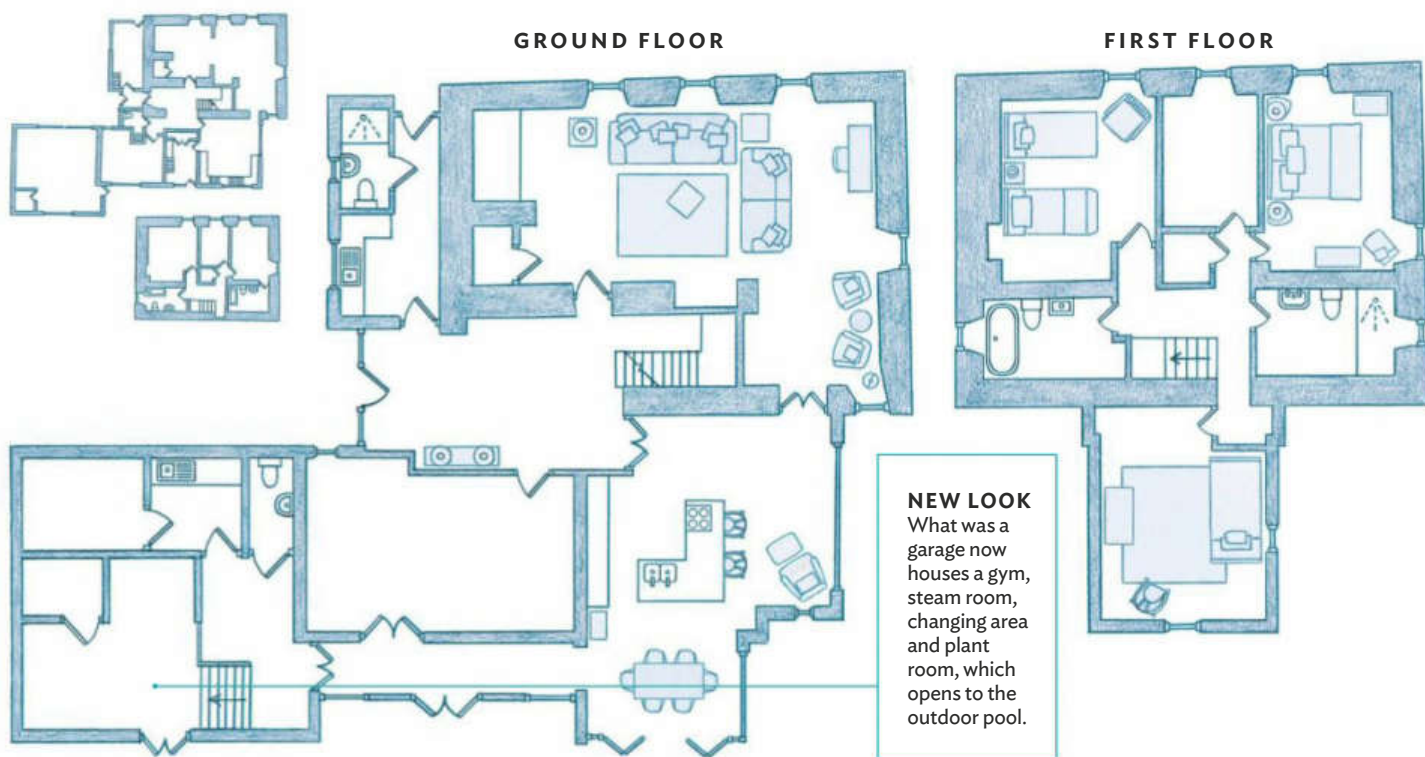 GROUND FLOOR
FIRST FLOOR
NEW LOOK
What was a
garage now
houses a gym,
steam room,
changing area
and plant
room, which
opens to the
outdoor pool.